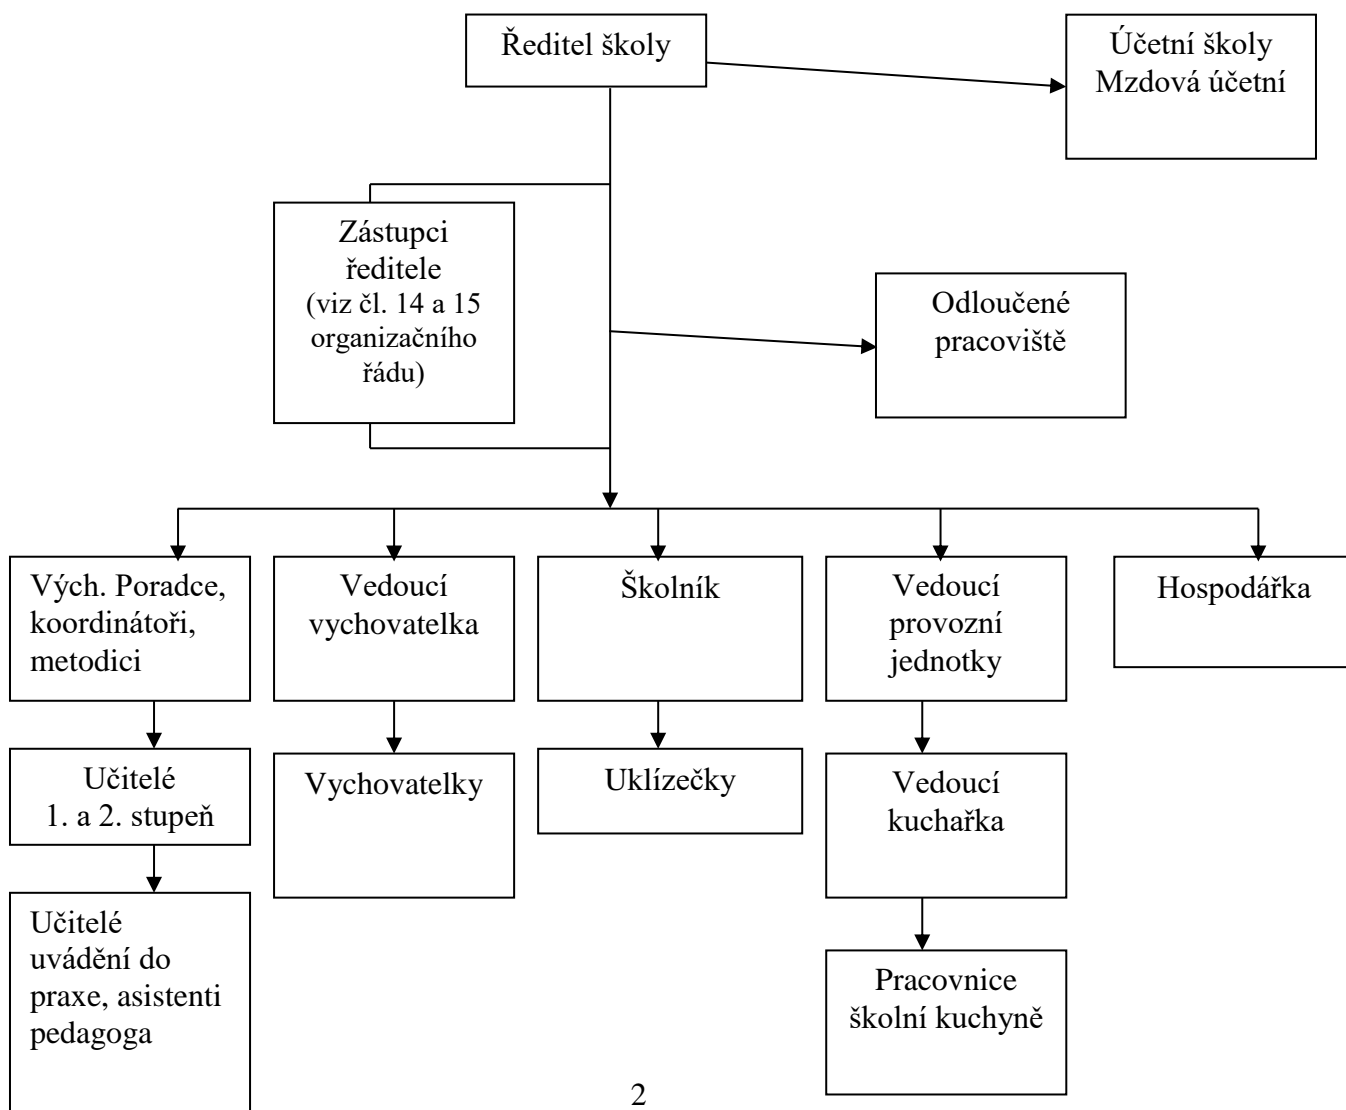 Ředitel školy
Účetní školy
Mzdová účetní
Zástupci
ředitele
(viz čl. 14 a 15
organizačního
řádu)
Odloučené
pracoviště
Vých. Poradce,
koordinátoři,
metodici
Vedoucí
vychovatelka
Školník
Vedoucí
provozní
jednotky
Hospodářka
Učitelé
1. a 2. stupeň
Vychovatelky
Uklízečky
Vedoucí
kuchařka
Učitelé
uvádění do
praxe, asistenti
pedagoga
Pracovnice
školní kuchyně
2